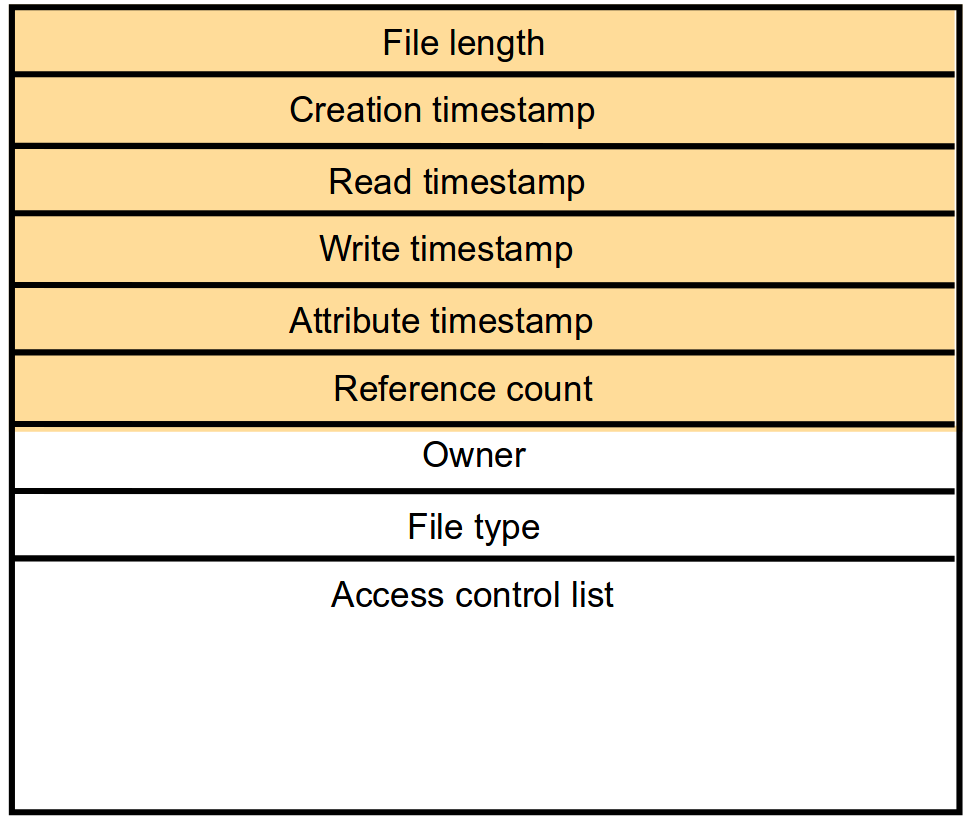 File length
Creation timestamp
Read timestamp
Write timestamp
Attribute timestamp
Reference count
Owner
File type
Access control list